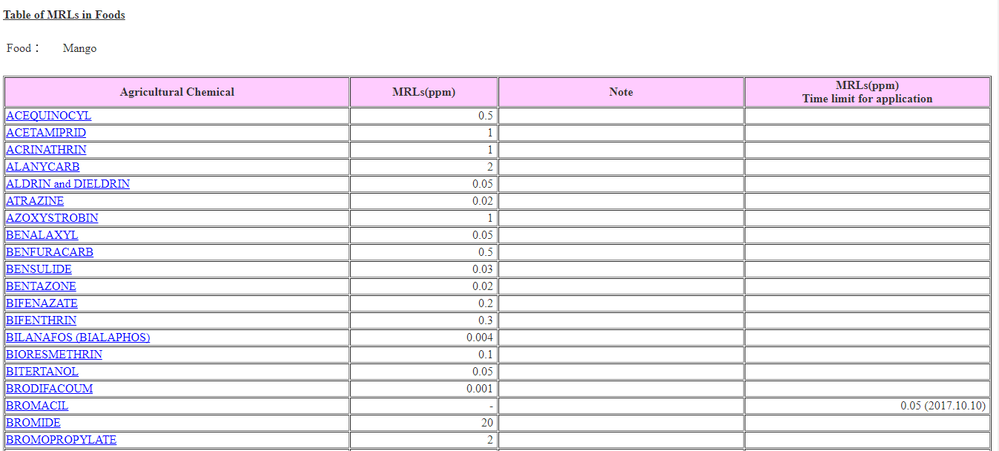 Table of MRLs in Foods
Food： Mango
Agricultural Chemical MRLs(ppm) Note MRLs(ppm)
Time limit for application
ACEQUINOCYL 0.5
ACETAMIPRID 1
ACRINATHRIN 1
ALANYCARB 2
ALDRIN and DIELDRIN 0.05
ATRAZINE 0.02
AZOXYSTROBIN 1
BENALAXYL 0.05
BENFURACARB 0.5
BENSULIDE 0.03
BENTAZONE 0.02
BIFENAZATE 0.2
BIFENTHRIN 0.3
BILANAFOS (BIALAPHOS) 0.004
BIORESMETHRIN 0.1
BITERTANOL 0.05
BRODIFACOUM 0.001
BROMACIL - 0.05 (2017.10.10)
BROMIDE 20
BROMOPROPYLATE 2